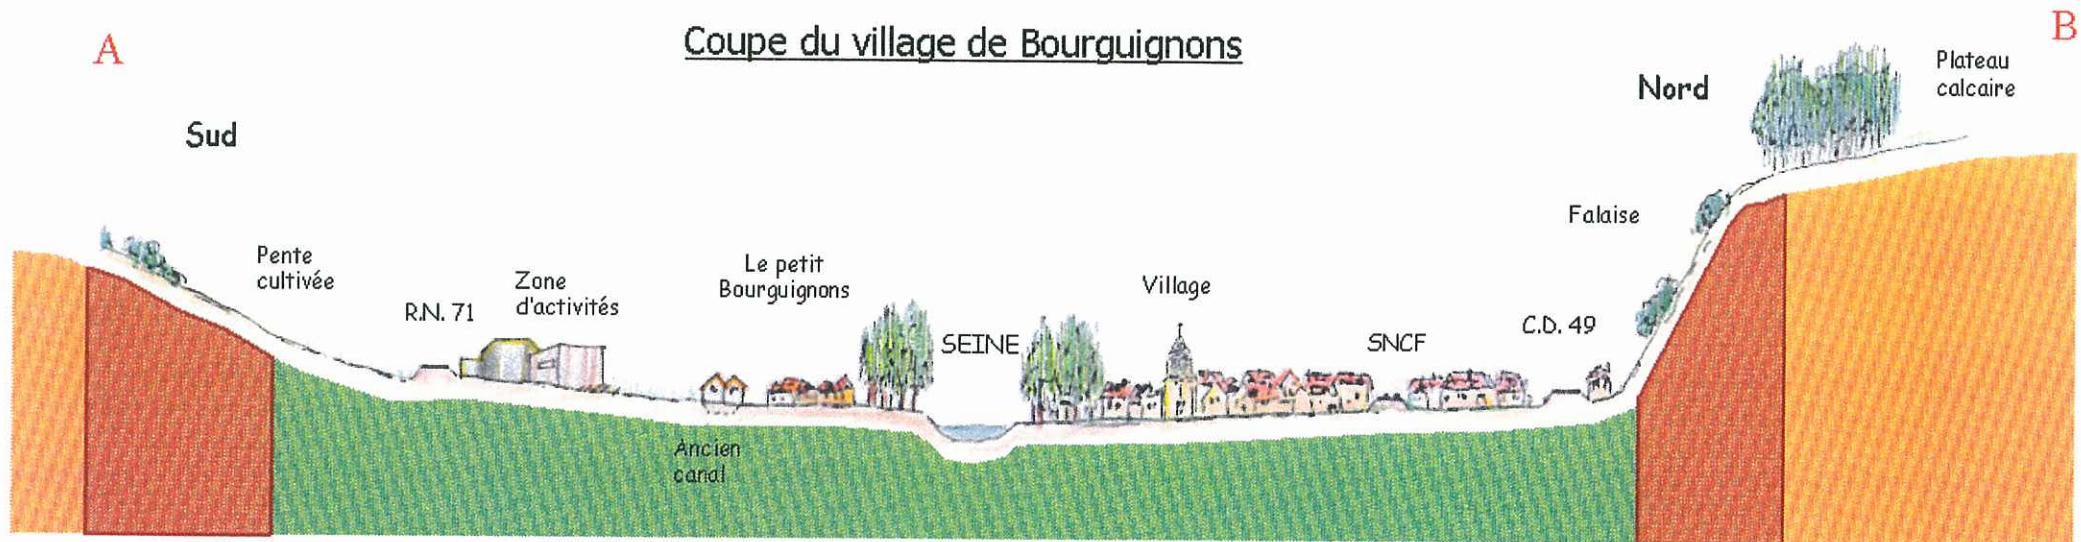 A
Coupe du village de Bourguignons
B
Sud
Nord
Plateau
calcaire
Pente
cultivée
R.N. 71
Zone
d'activités
Le petit
Bourguignons
Ancien
canal
SEINE
Village
SNCF
C.D. 49
Falaise